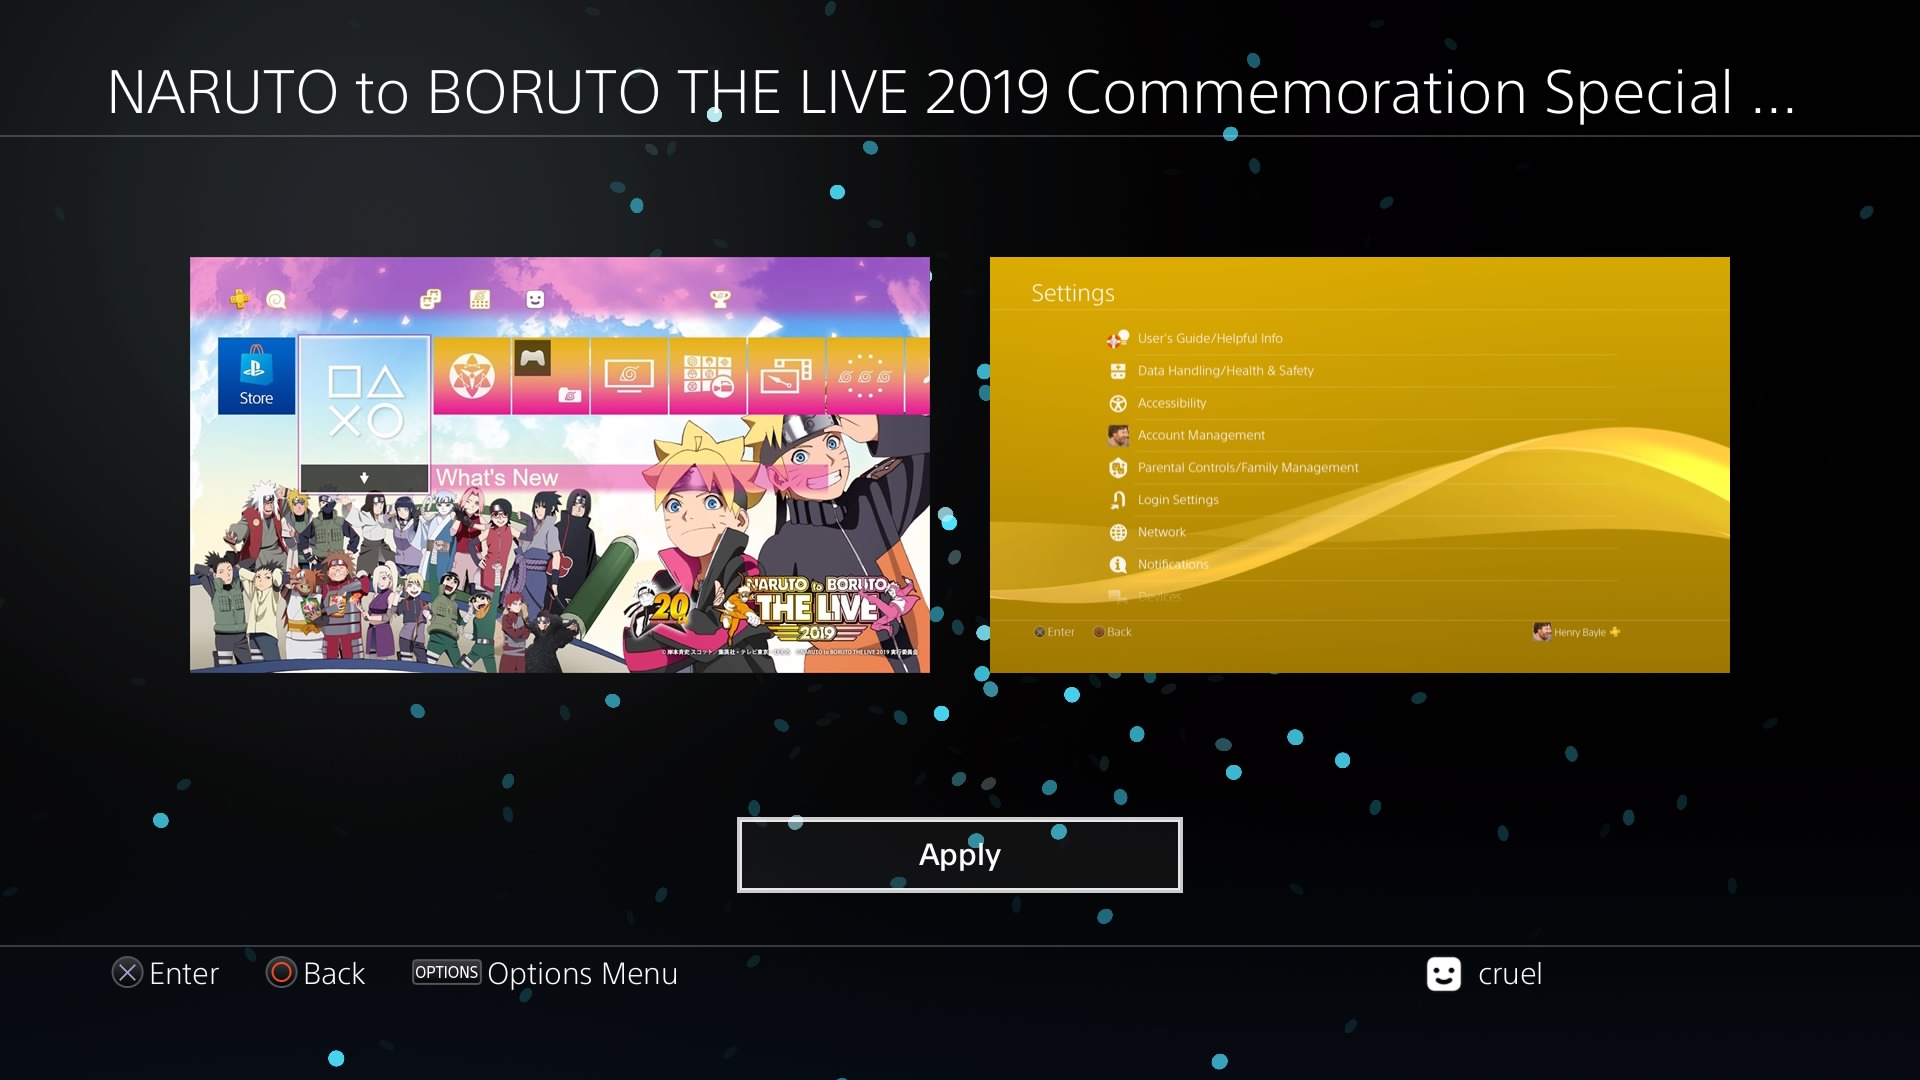 NARUTO to BORUTO THE LIVE 2019 Commemoration Special ...
Store
What's New
20
NARUTO to BORUTO
THE LIVE
2019
Settings
User's Guide/Helpful Info
Data Handling/Health & Safety
Accessibility
Account Management
Parental Controls/Family Management
Login Settings
Network
Notifications
Devices
Enter
Back
Henry Bayle
Apply
Enter
Back
OPTIONS
Options Menu
cruel